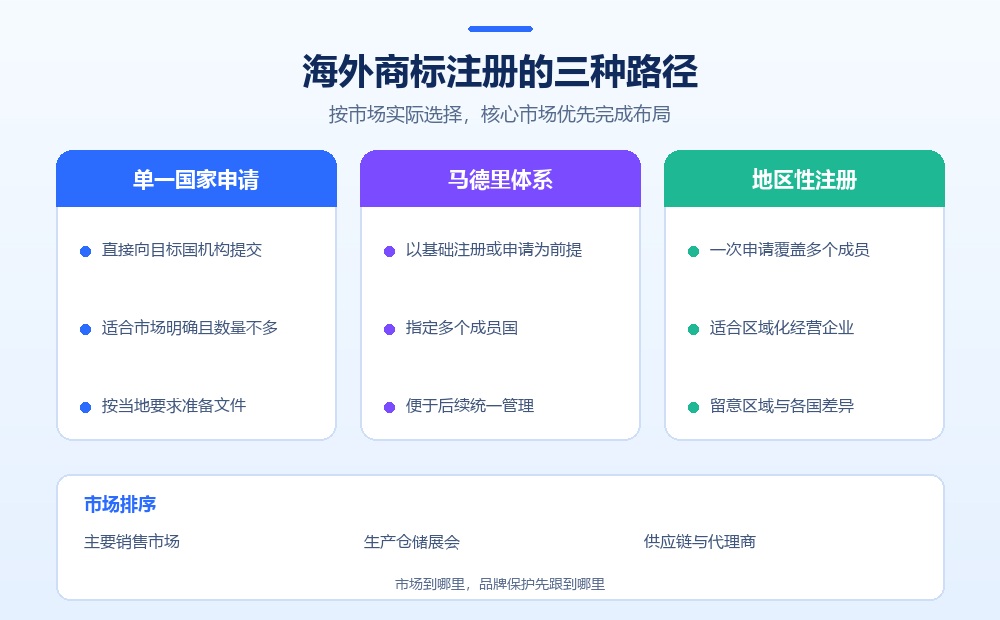 海外商标注册的三种路径
按市场实际选择，核心市场优先完成布局
单一国家申请
直接向目标国机构提交
适合市场明确且数量不多
按当地要求准备文件
马德里体系
以基础注册或申请为前提
指定多个成员国
便于后续统一管理
地区性注册
一次申请覆盖多个成员
适合区域化经营企业
留意区域与各国差异
市场排序
主要销售市场
生产仓储展会
供应链与代理商
市场到哪里，品牌保护先跟到哪里